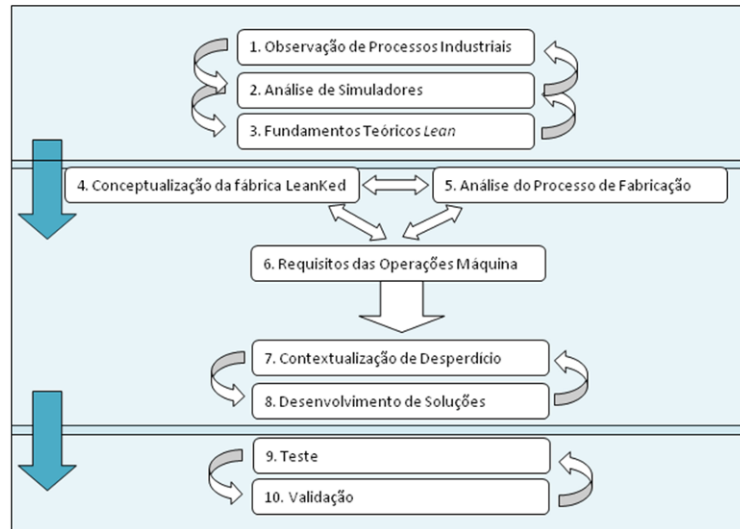 1. Observação de Processos Industriais
2. Análise de Simuladores
3. Fundamentos Teóricos Lean
4. Conceptualização da fábrica LeanKed
5. Análise do Processo de Fabricação
6. Requisitos das Operações Máquina
7. Contextualização de Desperdício
8. Desenvolvimento de Soluções
9. Teste
10. Validação